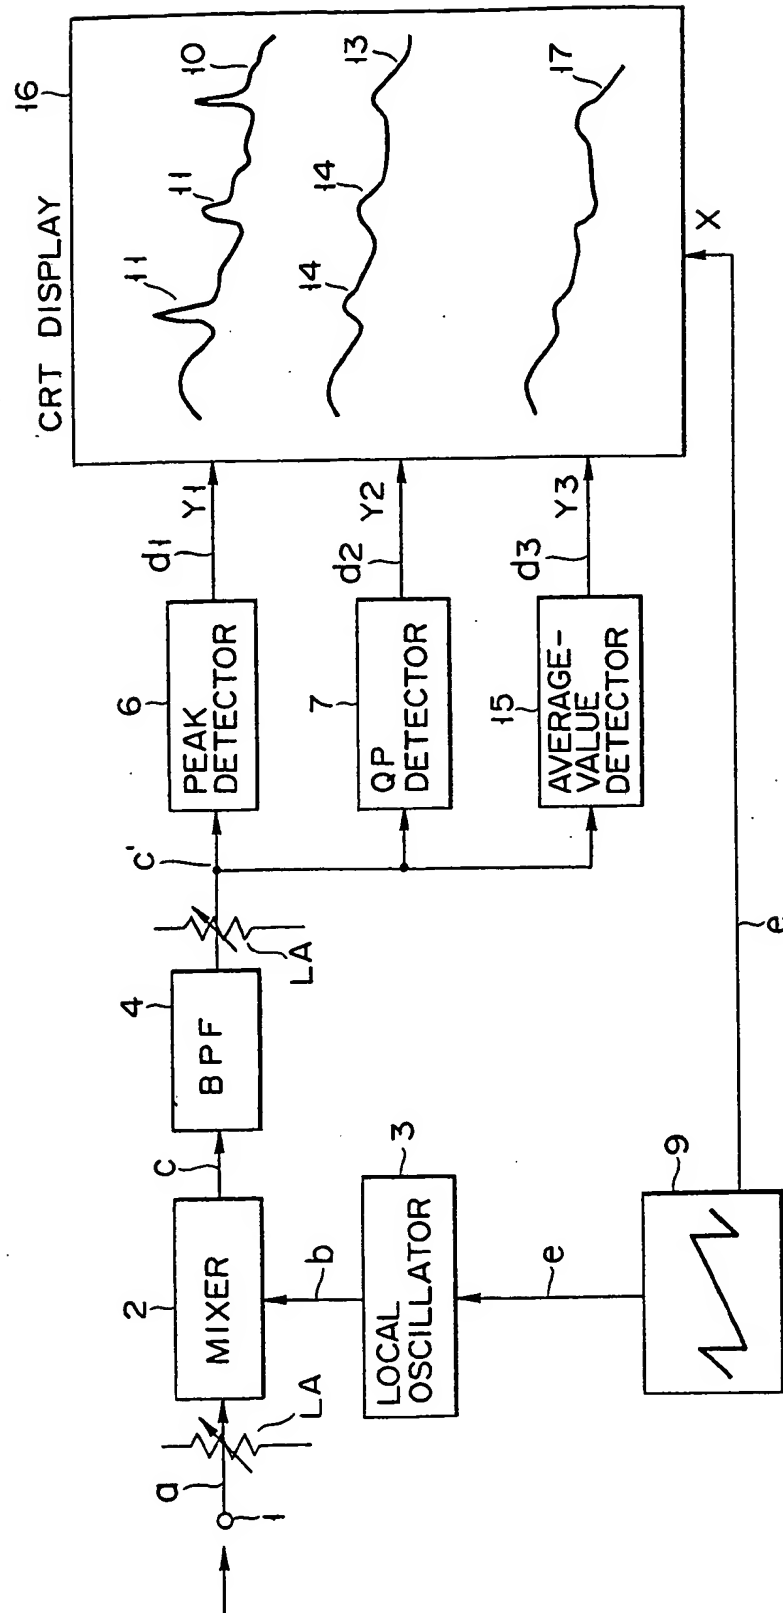 CRT DISPLAY
16
10
11
11
13
14
14
17
X
Y1
d1
Y2
d2
Y3
d3
6
PEAK
DETECTOR
7
QP
DETECTOR
15
AVERAGE-
VALUE
DETECTOR
c'
LA
4
BPF
c
2
MIXER
LA
a
1
b
3
LOCAL
OSCILLATOR
e
9
e